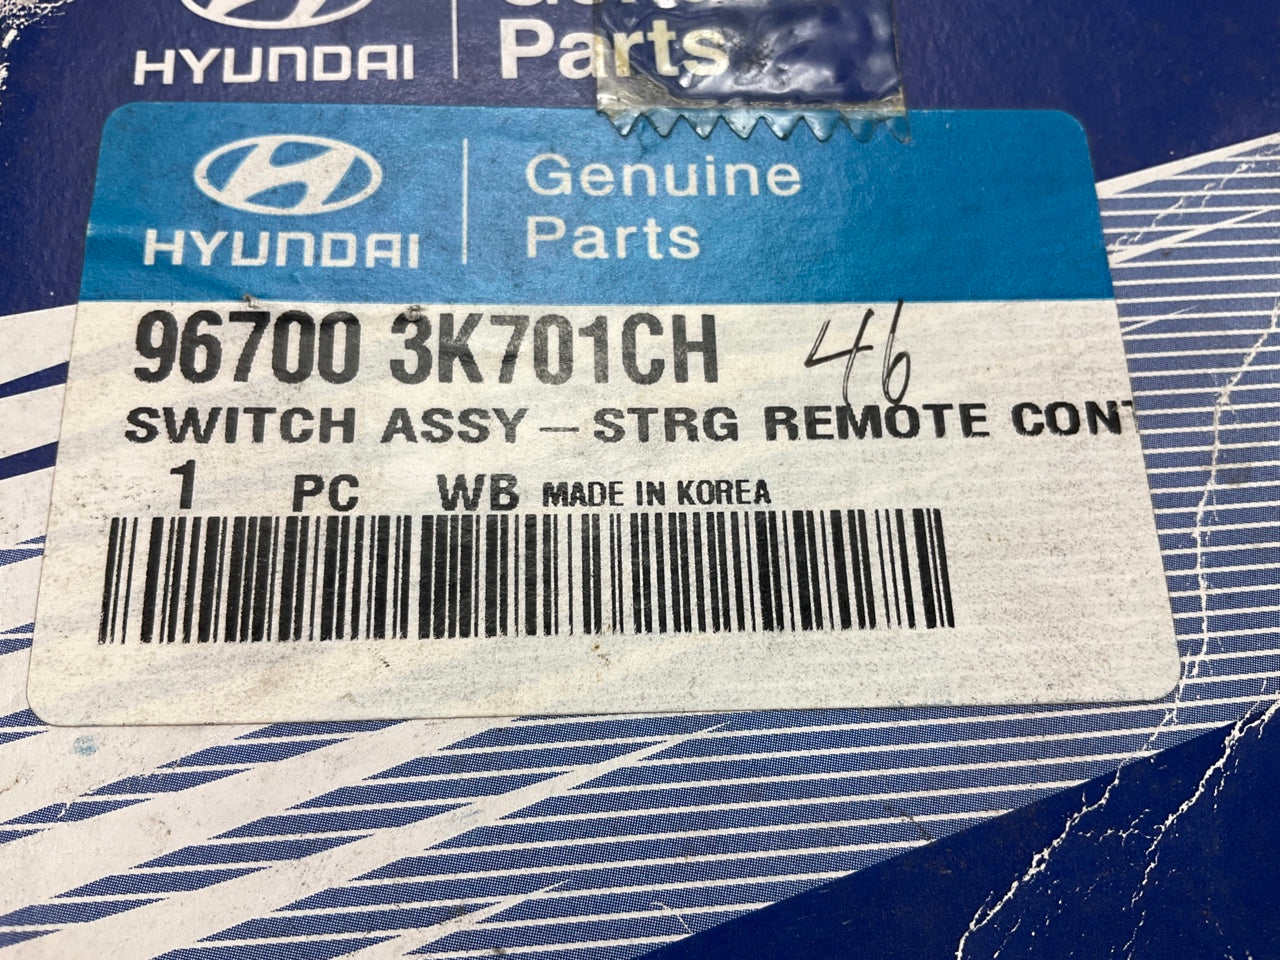 HYUNDAI
Parts
HYUNDAI
Genuine
Parts
96700 3K701CH 46
SWITCH ASSY-STRG REMOTE CONT
1 PC WB MADE IN KOREA